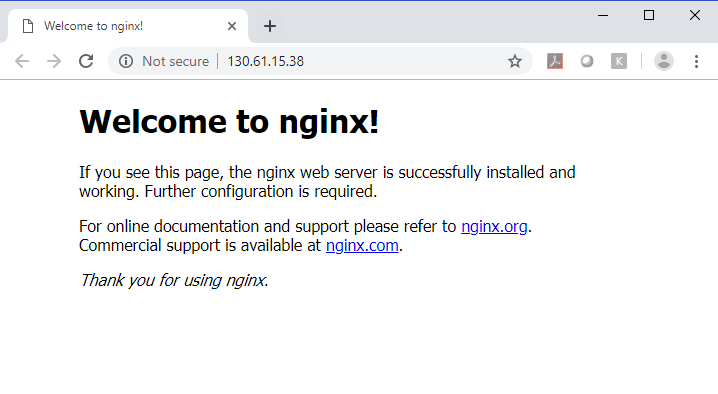 Welcome to nginx!
Not secure | 130.61.15.38
K
Welcome to nginx!
If you see this page, the nginx web server is successfully installed and
working. Further configuration is required.
For online documentation and support please refer to nginx.org.
Commercial support is available at nginx.com.
Thank you for using nginx.